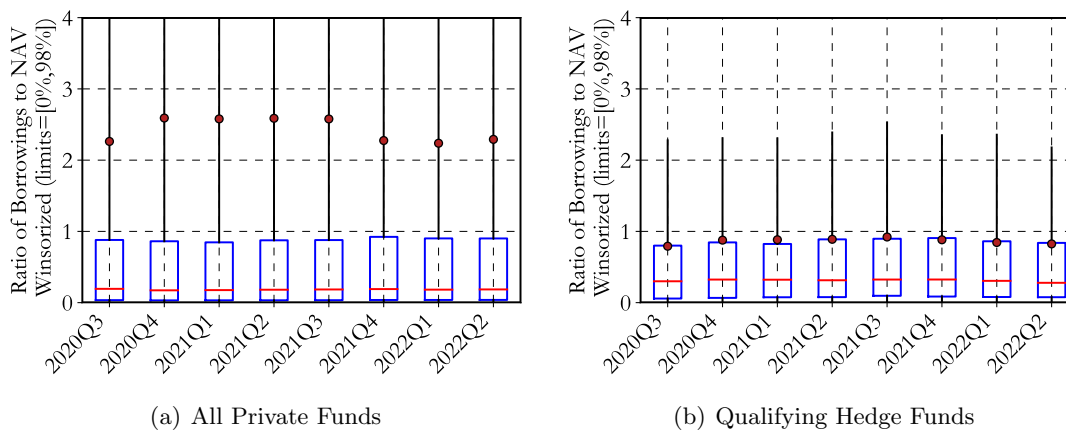 Ratio of Borrowings to NAV
Winsorized (limits=[0%,98%])
4
3
2
1
0
2020Q3
2020Q4
2021Q1
2021Q2
2021Q3
2021Q4
2022Q1
2022Q2
(a) All Private Funds
Ratio of Borrowings to NAV
Winsorized (limits=[0%,98%])
4
3
2
1
0
2020Q3
2020Q4
2021Q1
2021Q2
2021Q3
2021Q4
2022Q1
2022Q2
(b) Qualifying Hedge Funds